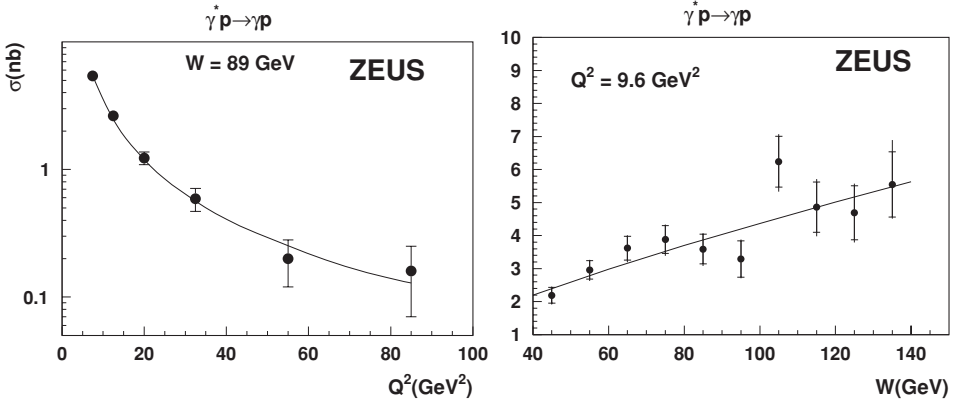 γ*p→γp
σ(nb)
W = 89 GeV
ZEUS
1
0.1
0 20 40 60 80 100
Q²(GeV²)
γ*p→γp
Q² = 9.6 GeV²
ZEUS
10
9
8
7
6
5
4
3
2
1
40 60 80 100 120 140
W(GeV)